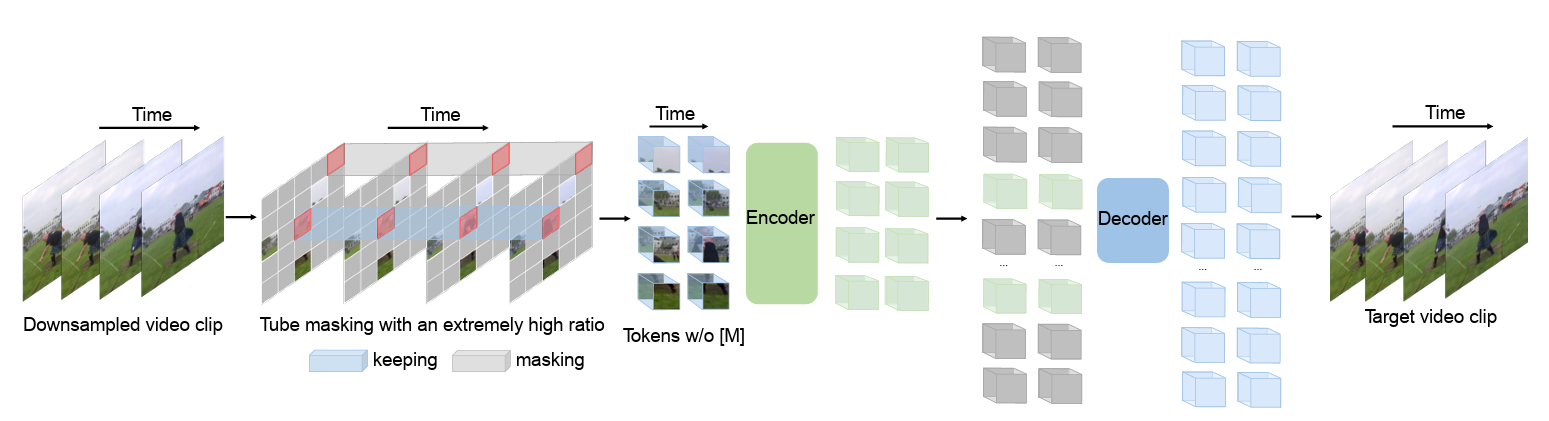 Time
Downsampled video clip
Time
Tube masking with an extremely high ratio
keeping
masking
Time
Tokens w/o [M]
Encoder
... ...
Decoder
... ...
Time
Target video clip